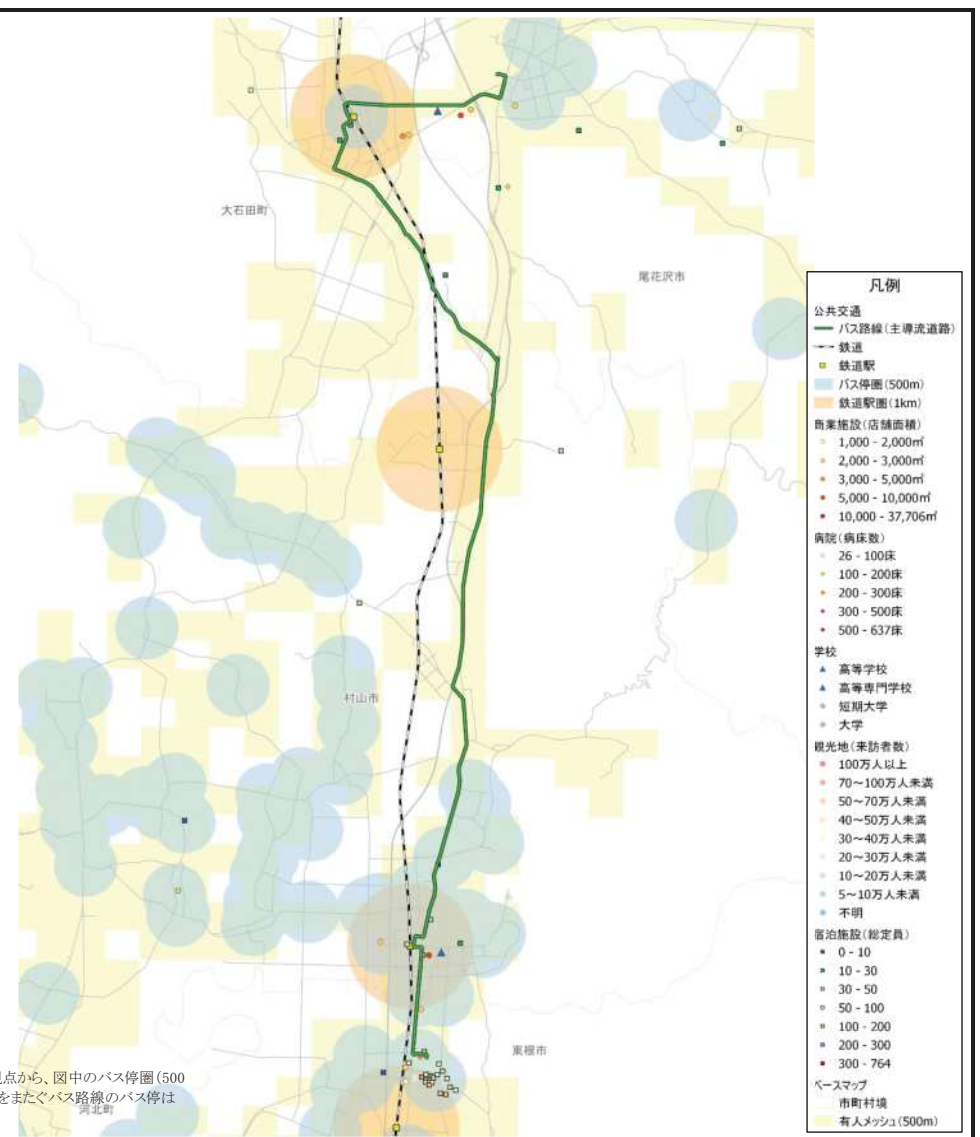 大石田町
尾花沢市
村山市
東根市
河北町
見点から、図中のバス停圏(500
をまたぐバス路線のバス停は
凡例
公共交通
バス路線(主導流道路)
鉄道
鉄道駅
バス停圏(500m)
鉄道駅圏(1km)
商業施設(店舗面積)
1,000 - 2,000㎡
2,000 - 3,000㎡
3,000 - 5,000㎡
5,000 - 10,000㎡
10,000 - 37,706㎡
病院(病床数)
26 - 100床
100 - 200床
200 - 300床
300 - 500床
500 - 637床
学校
高等学校
高等専門学校
短期大学
大学
観光地(来訪者数)
100万人以上
70～100万人未満
50～70万人未満
40～50万人未満
30～40万人未満
20～30万人未満
10～20万人未満
5～10万人未満
不明
宿泊施設(総定員)
0 - 10
10 - 30
30 - 50
50 - 100
100 - 200
200 - 300
300 - 764
ベースマップ
市町村境
有人メッシュ(500m)